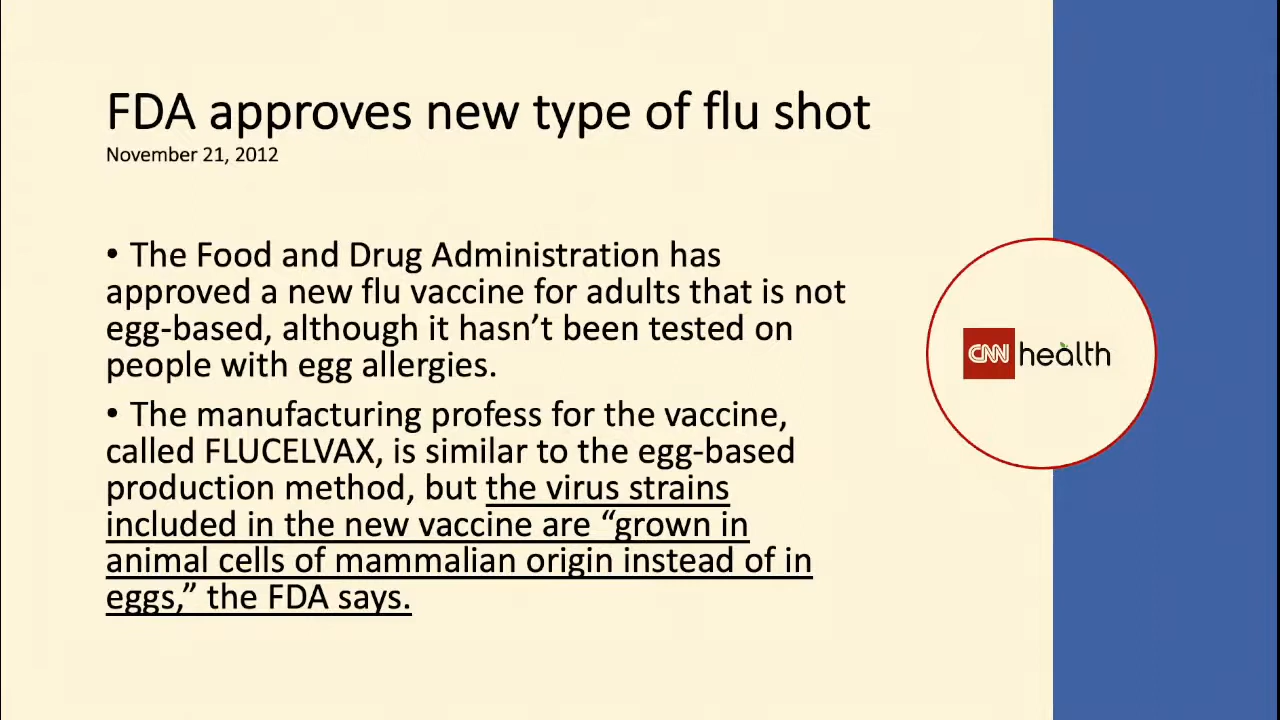 FDA approves new type of flu shot
November 21, 2012
• The Food and Drug Administration has
approved a new flu vaccine for adults that is not
egg-based, although it hasn’t been tested on
people with egg allergies.
• The manufacturing profess for the vaccine,
called FLUCELVAX, is similar to the egg-based
production method, but the virus strains
included in the new vaccine are “grown in
animal cells of mammalian origin instead of in
eggs,” the FDA says.
CNN health